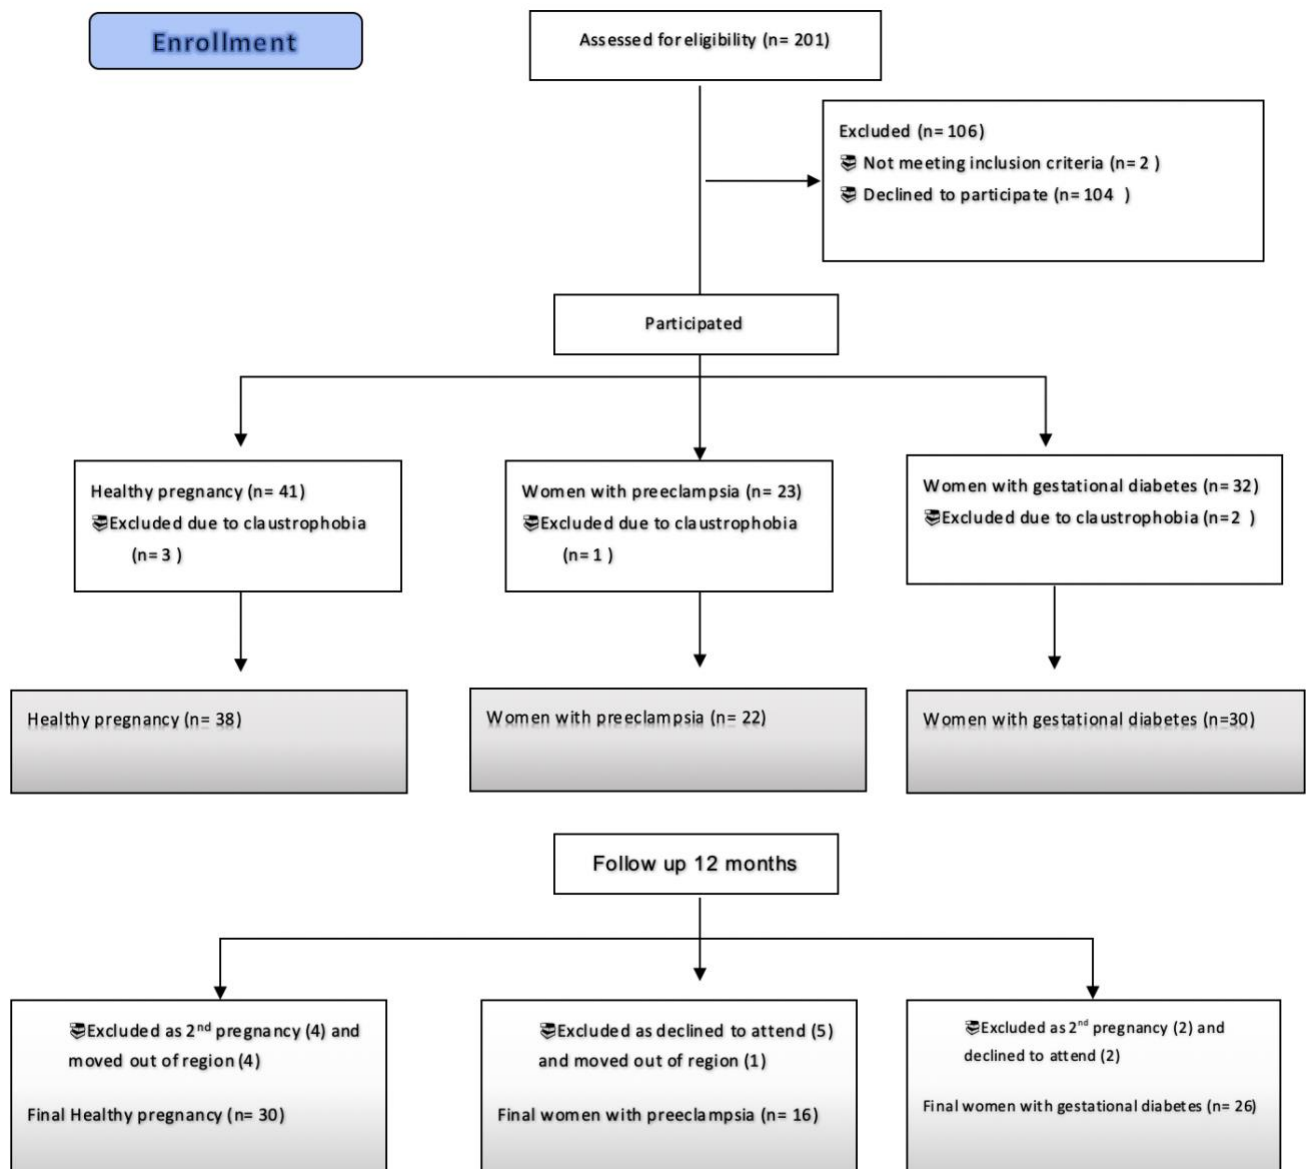 Enrollment
Assessed for eligibility (n= 201)
Excluded (n= 106)
Not meeting inclusion criteria (n= 2 )
Declined to participate (n= 104 )
Participated
Healthy pregnancy (n= 41)
Excluded due to claustrophobia
(n= 3 )
Women with preeclampsia (n= 23)
Excluded due to claustrophobia
(n= 1 )
Women with gestational diabetes (n= 32)
Excluded due to claustrophobia (n=2 )
Healthy pregnancy (n= 38)
Women with preeclampsia (n= 22)
Women with gestational diabetes (n=30)
Follow up 12 months
Excluded as 2nd pregnancy (4) and
moved out of region (4)
Final Healthy pregnancy (n= 30)
Excluded as declined to attend (5)
and moved out of region (1)
Final women with preeclampsia (n= 16)
Excluded as 2nd pregnancy (2) and
declined to attend (2)
Final women with gestational diabetes (n= 26)